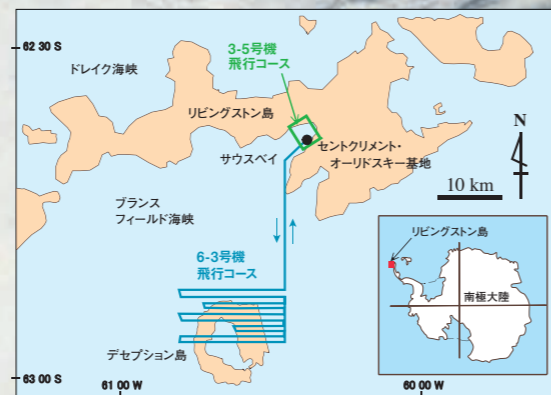 62 30 S
ドレイク海峡
3-5号機
飛行コース
リビングストン島
サウスベイ
セントクリメント・
オーリドスキー基地
N
10 km
ブランス
フィールド海峡
6-3号機
飛行コース
デセプション島
リビングストン島
南極大陸
63 00 S
61 00 W
60 00 W